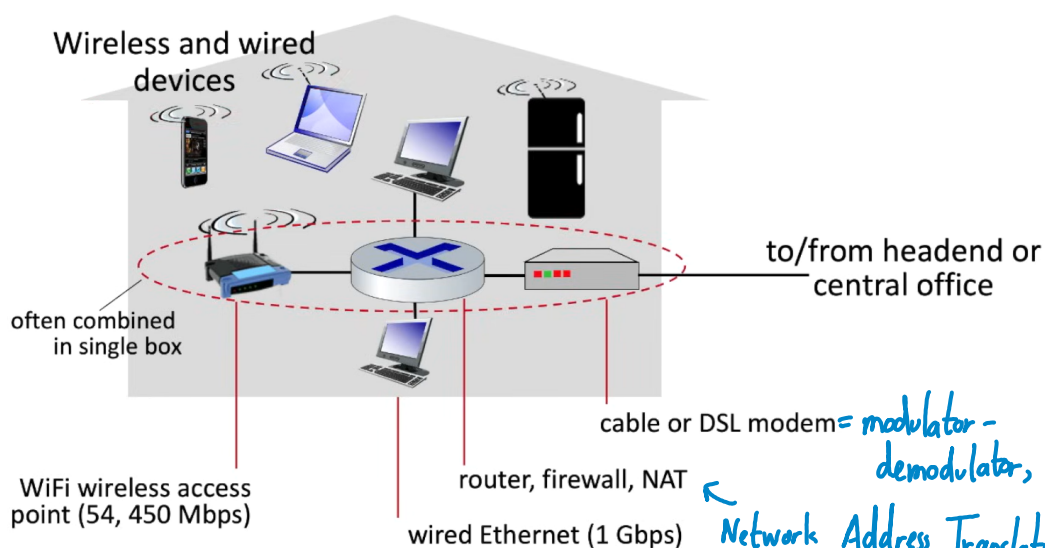 Wireless and wired
devices
to/from headend or
central office
often combined
in single box
cable or DSL modem = modulator -
demodulator,
router, firewall, NAT
WiFi wireless access
point (54, 450 Mbps)
wired Ethernet (1 Gbps)
Network Address